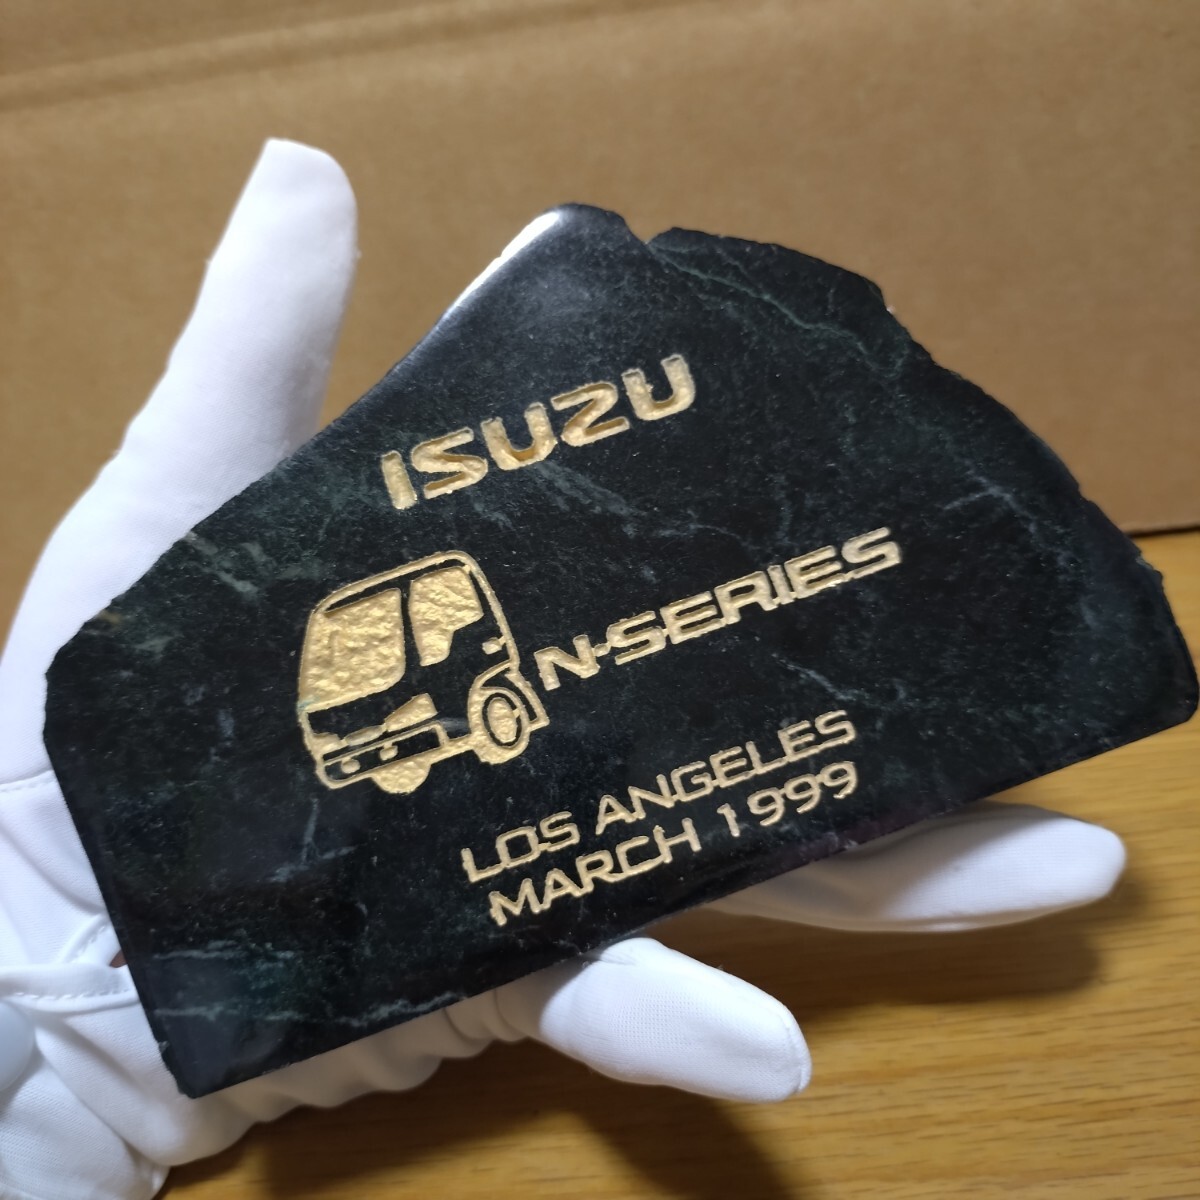 ISUZU
N-SERIES
LOS ANGELES
MARCH 1999